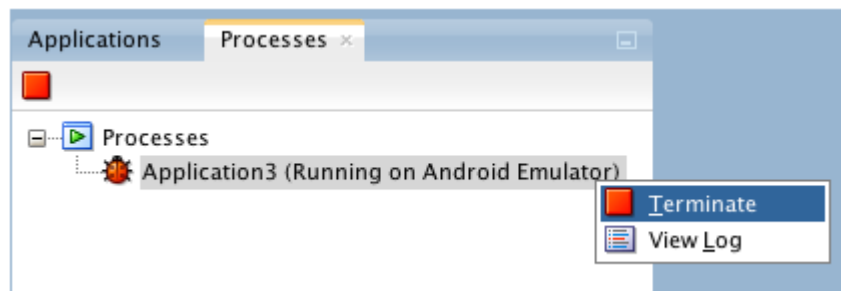 Applications Processes
Processes
Application3 (Running on Android Emulator)
Terminate
View Log